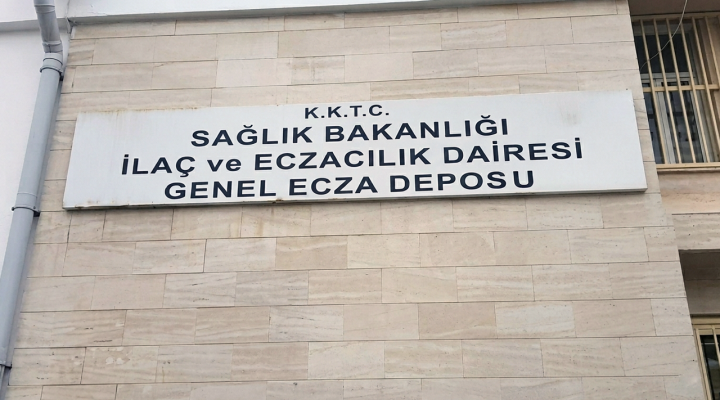 K.K.T.C.
SAĞLIK BAKANLIĞI
İLAÇ ve ECZACILIK DAİRESİ
GENEL ECZA DEPOSU